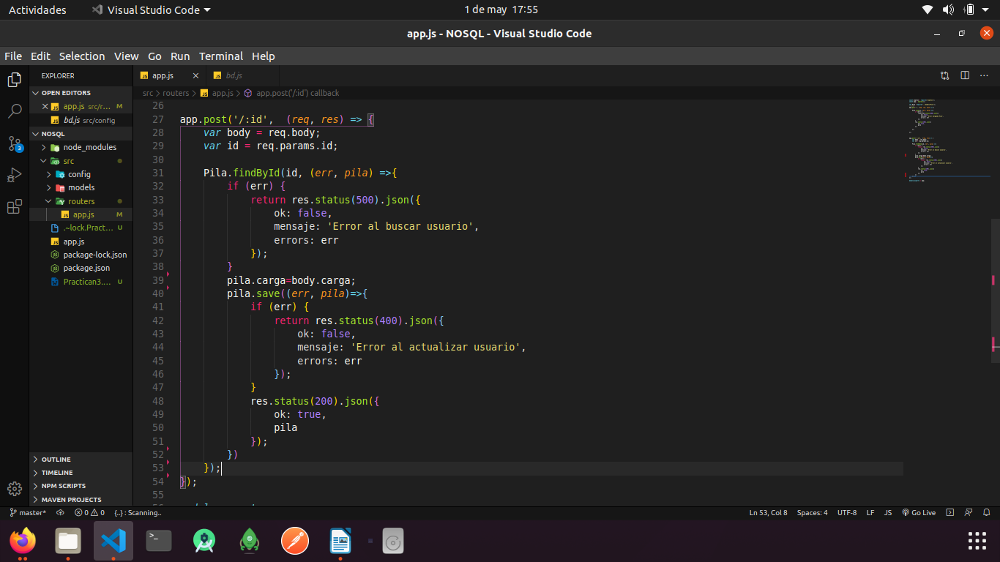 Actividades
Visual Studio Code
1 de may 17:55
app.js - NOSQL - Visual Studio Code
File Edit Selection View Go Run Terminal Help
EXPLORER
OPEN EDITORS
app.js src/r... M
bd.js src/config
NOSQL
node_modules
src
config
models
routers
app.js M
.~lock.Pract... U
app.js
package-lock.json
package.json
Practican3.... U
OUTLINE
TIMELINE
NPM SCRIPTS
MAVEN PROJECTS
app.js
bd.js
src > routers > app.js > app.post('/:id') callback
26
27 app.post('/:id', (req, res) => {
28 var body = req.body;
29 var id = req.params.id;
30
31 Pila.findById(id, (err, pila) =>{
32 if (err) {
33 return res.status(500).json({
34 ok: false,
35 mensaje: 'Error al buscar usuario',
36 errors: err
37 });
38 }
39 pila.carga=body.carga;
40 pila.save((err, pila)=>{
41 if (err) {
42 return res.status(400).json({
43 ok: false,
44 mensaje: 'Error al actualizar usuario',
45 errors: err
46 });
47 }
48 res.status(200).json({
49 ok: true,
50 pila
51 });
52 })
53 });
54 });
55
master* 0 0 {..} : Scanning..
Ln 53, Col 8 Spaces: 4 UTF-8 LF JS Go Live